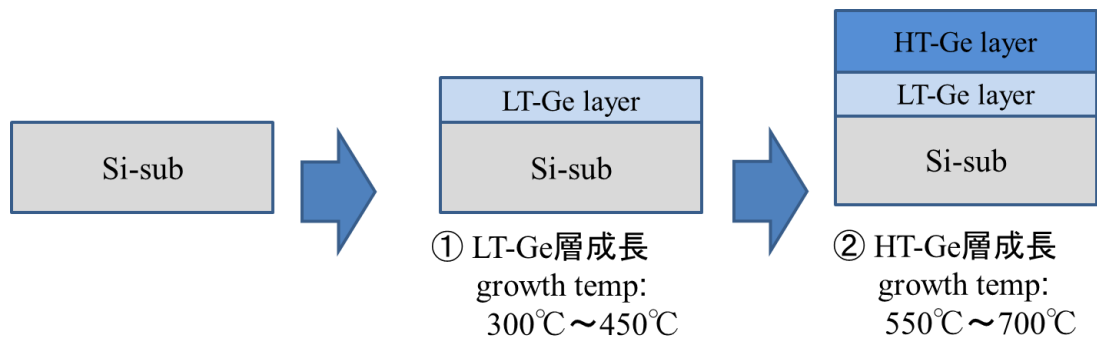 Si-sub
LT-Ge layer
Si-sub
① LT-Ge層成長
growth temp:
300℃～450℃
HT-Ge layer
LT-Ge layer
Si-sub
② HT-Ge層成長
growth temp:
550℃～700℃